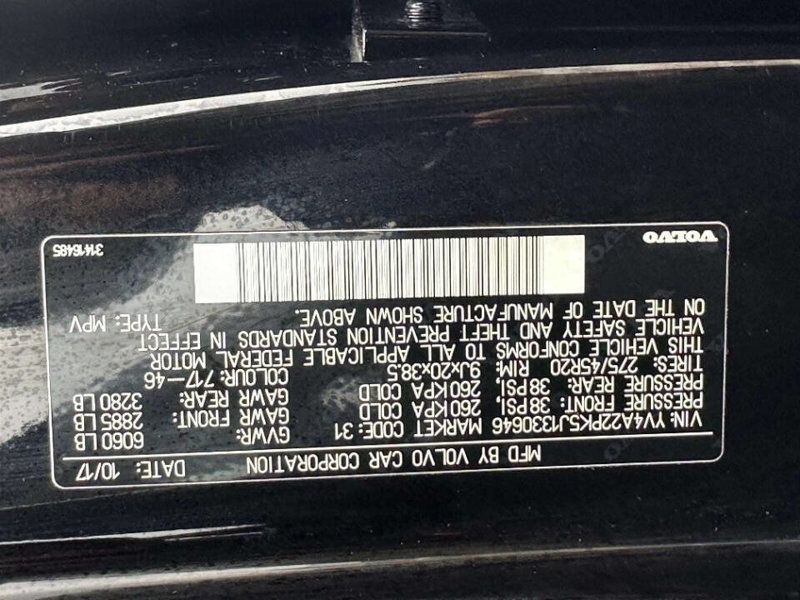 MFD BY VOLVO CAR CORPORATION DATE: 10/17
VIN: YV4A22PK5J1330646 MARKET CODE: 31 GVWR: 6060 LB
PRESSURE FRONT: 38 PSI, 260 KPA COLD GAWR FRONT: 2885 LB
PRESSURE REAR: 38 PSI, 260 KPA COLD GAWR REAR: 3280 LB
TIRES: 275/45R20 RIM: 9Jx20x38.5 COLOUR: 717-46
THIS VEHICLE CONFORMS TO ALL APPLICABLE FEDERAL MOTOR
VEHICLE SAFETY AND THEFT PREVENTION STANDARDS IN EFFECT
ON THE DATE OF MANUFACTURE SHOWN ABOVE. TYPE: MPV
VOLVO 31416485